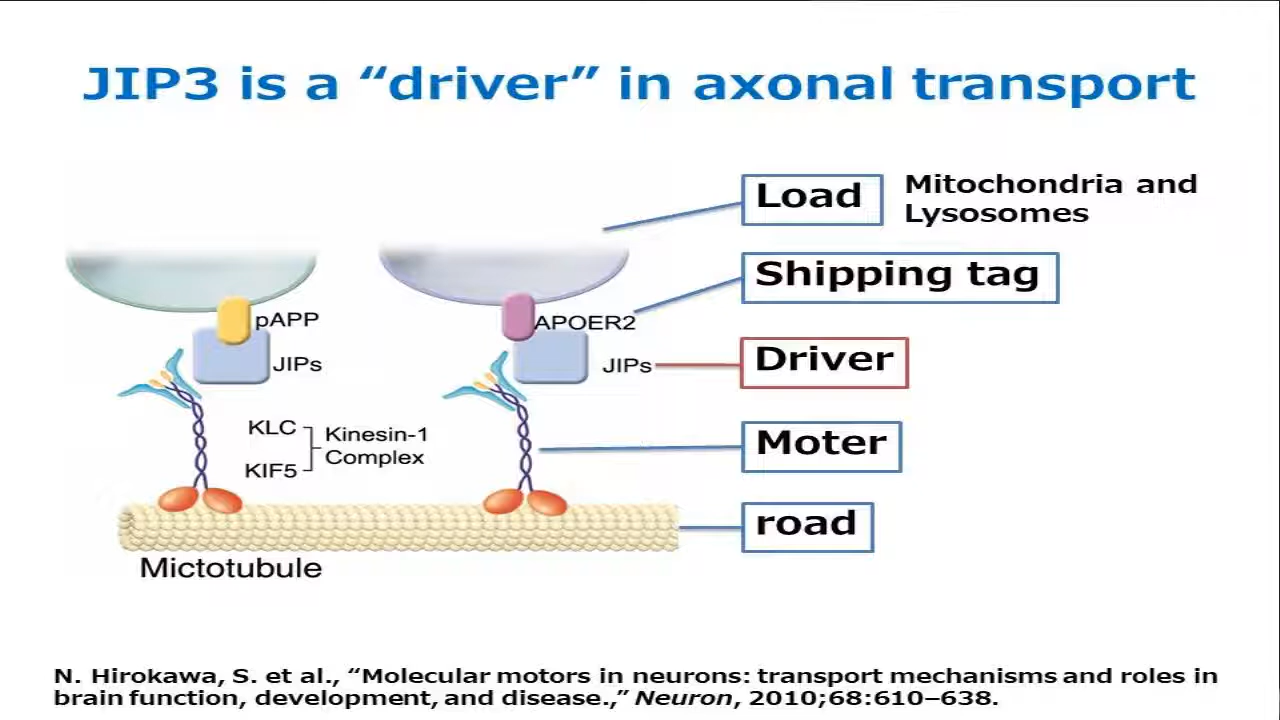 JIP3 is a “driver” in axonal transport
Load
Mitochondria and
Lysosomes
Shipping tag
pAPP
APOER2
JIPs
JIPs
Driver
KLC
KIF5
Kinesin-1
Complex
Moter
road
Mictotubule
N. Hirokawa, S. et al., “Molecular motors in neurons: transport mechanisms and roles in
brain function, development, and disease.,” Neuron, 2010;68:610–638.